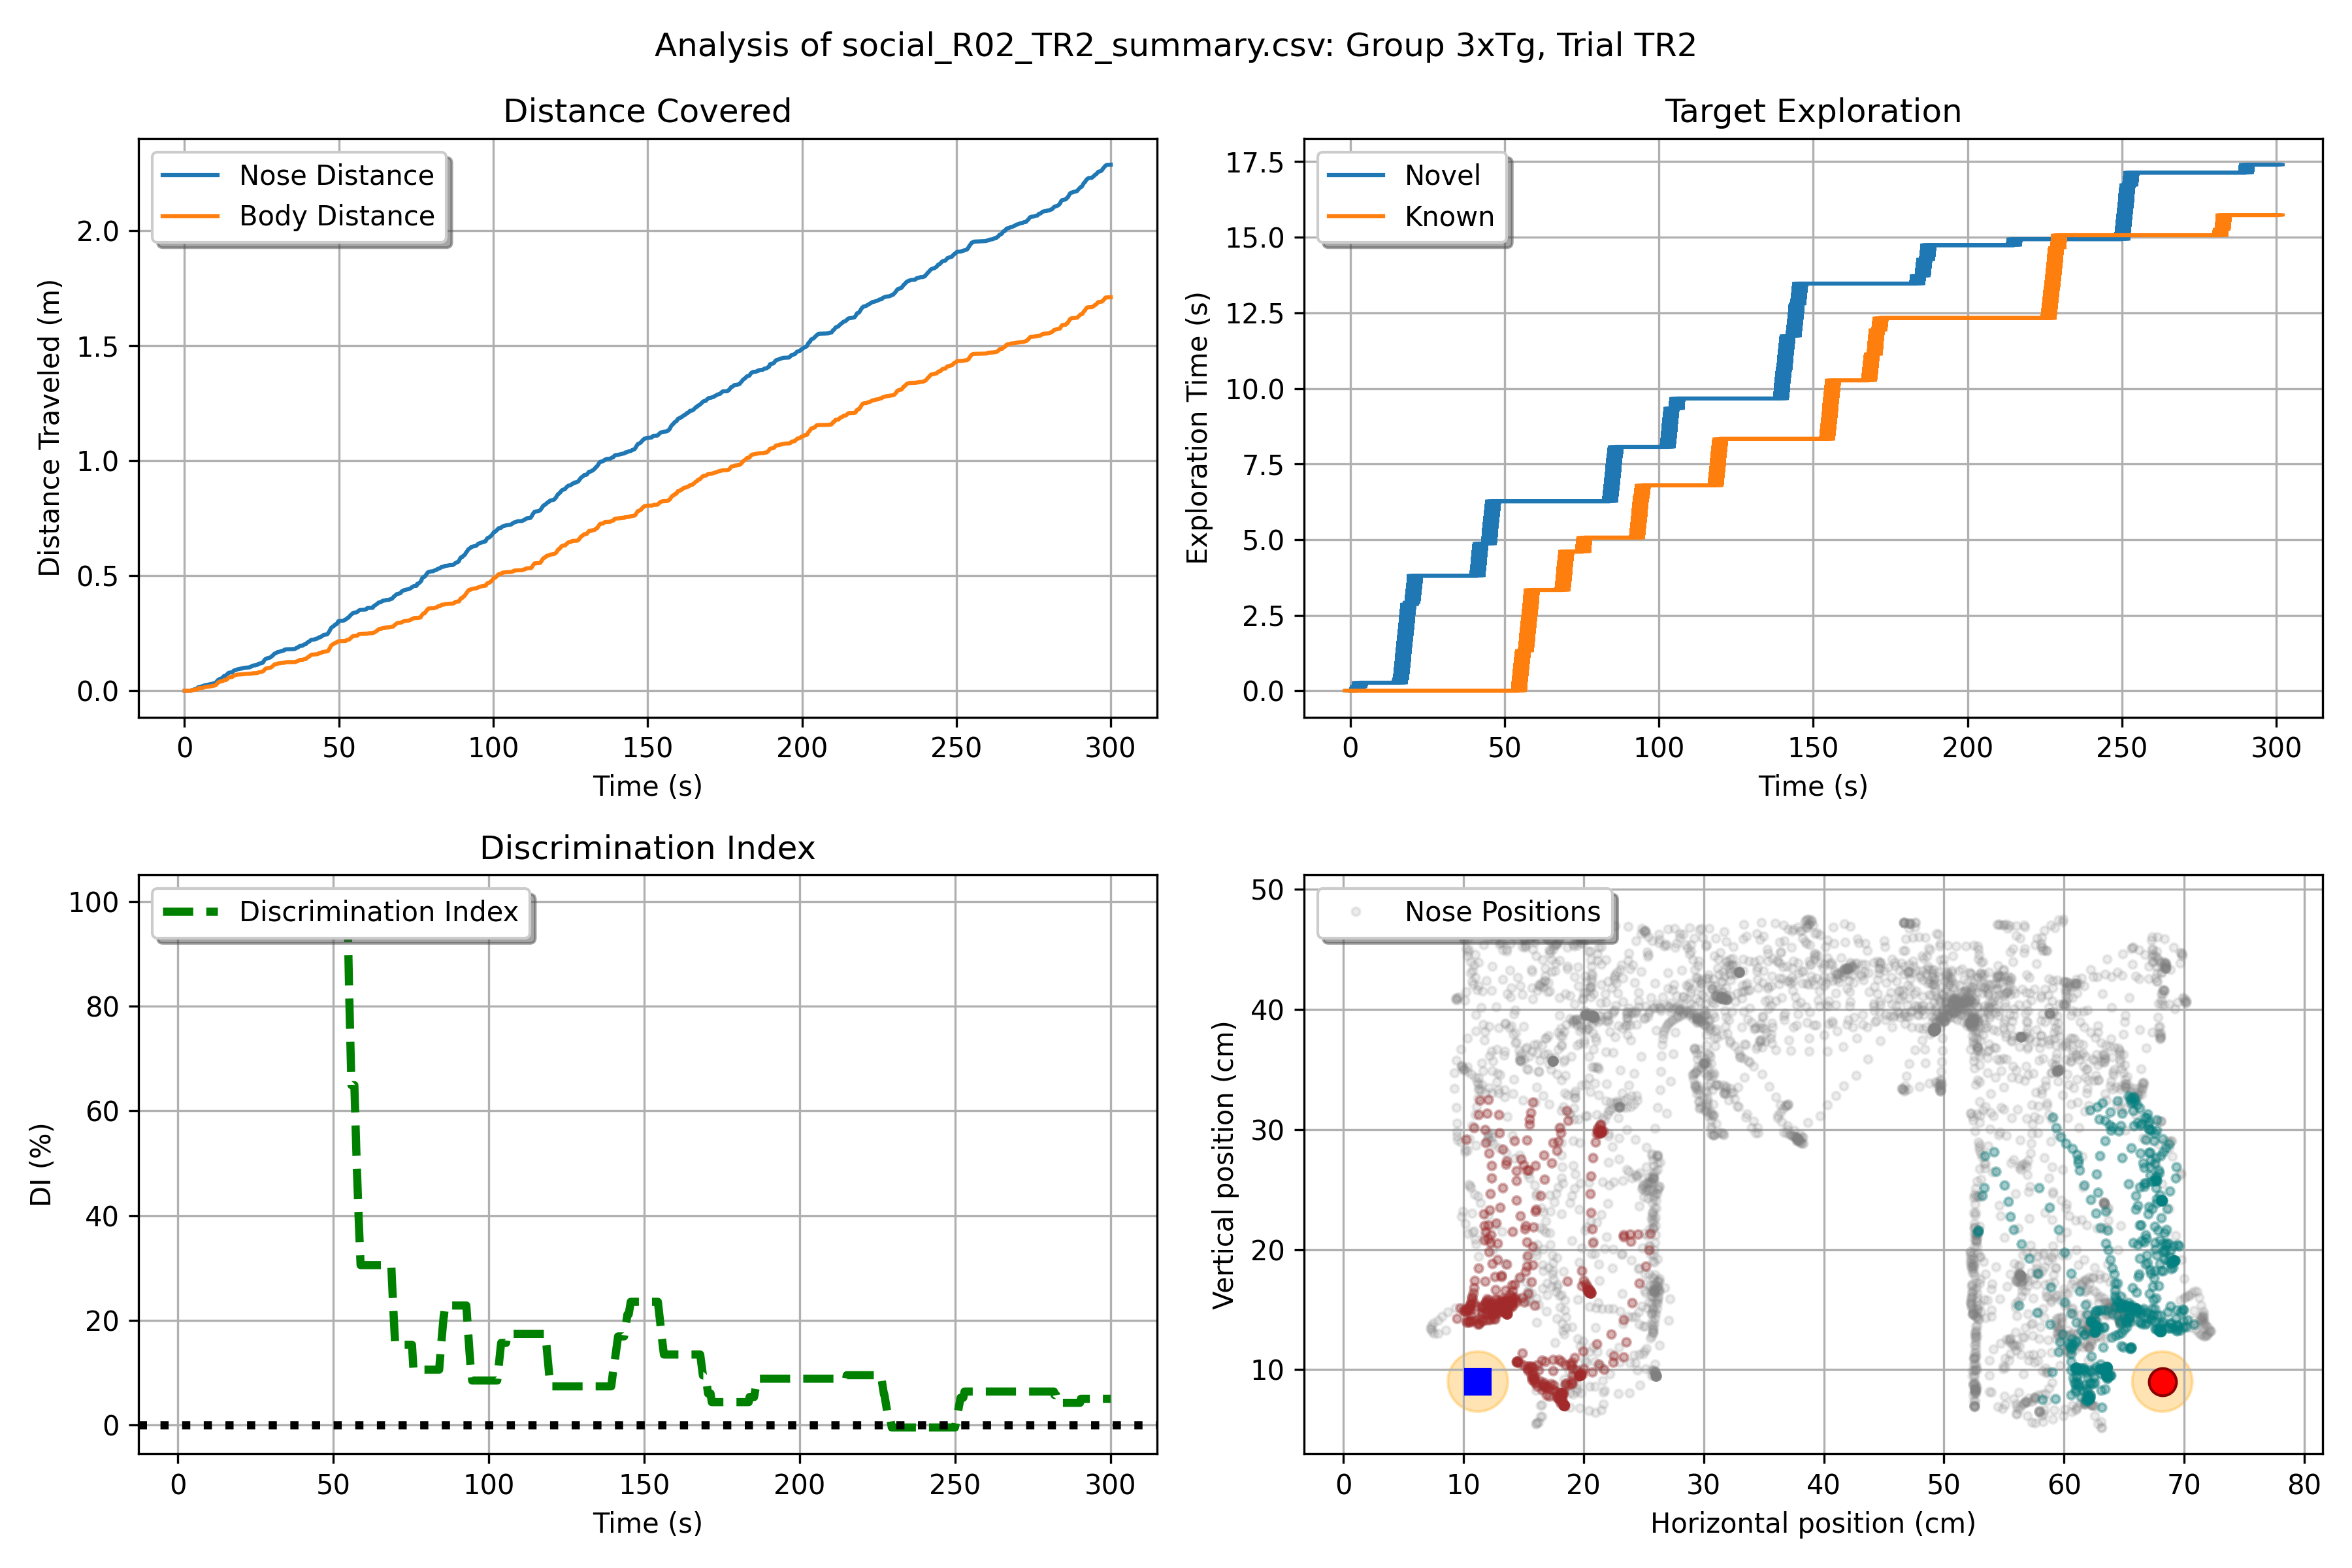 Analysis of social_R02_TR2_summary.csv: Group 3xTg, Trial TR2
Distance Covered
Nose Distance
Body Distance
Distance Traveled (m)
2.0
1.5
1.0
0.5
0.0
0 50 100 150 200 250 300
Time (s)
Target Exploration
Novel
Known
Exploration Time (s)
17.5
15.0
12.5
10.0
7.5
5.0
2.5
0.0
0 50 100 150 200 250 300
Time (s)
Discrimination Index
Discrimination Index
DI (%)
100
80
60
40
20
0
0 50 100 150 200 250 300
Time (s)
Nose Positions
Vertical position (cm)
50
40
30
20
10
0 10 20 30 40 50 60 70 80
Horizontal position (cm)